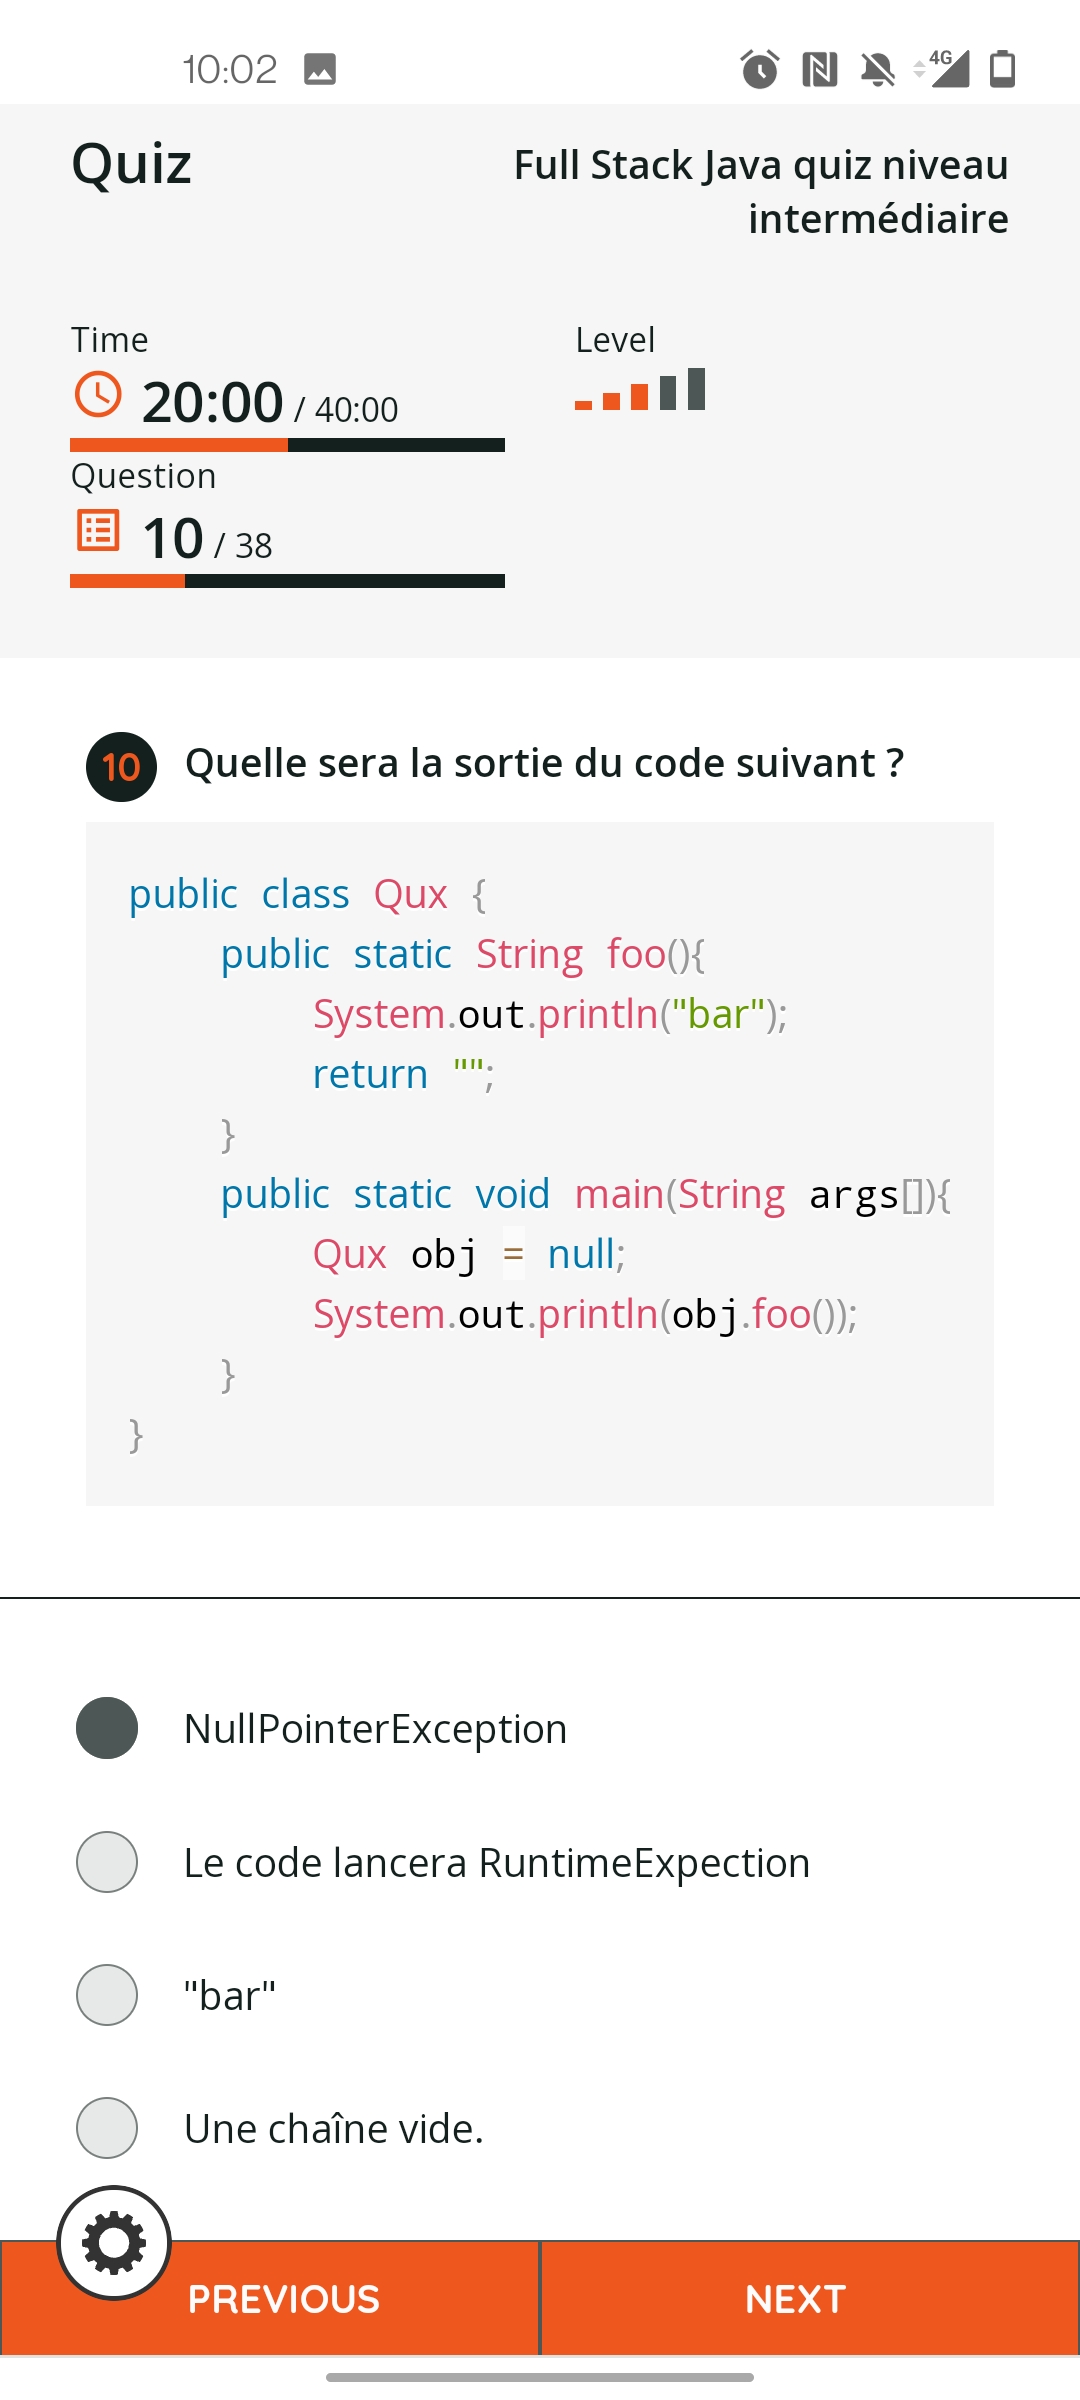 10:02
4G
Quiz
Full Stack Java quiz niveau
intermédiaire
Time
Level
20:00 / 40:00
Question
10 / 38
10 Quelle sera la sortie du code suivant ?
public class Qux {
public static String foo(){
System.out.println("bar");
return "";
}
public static void main(String args[]){
Qux obj = null;
System.out.println(obj.foo());
}
}
NullPointerException
Le code lancera RuntimeExpection
"bar"
Une chaîne vide.
PREVIOUS
NEXT